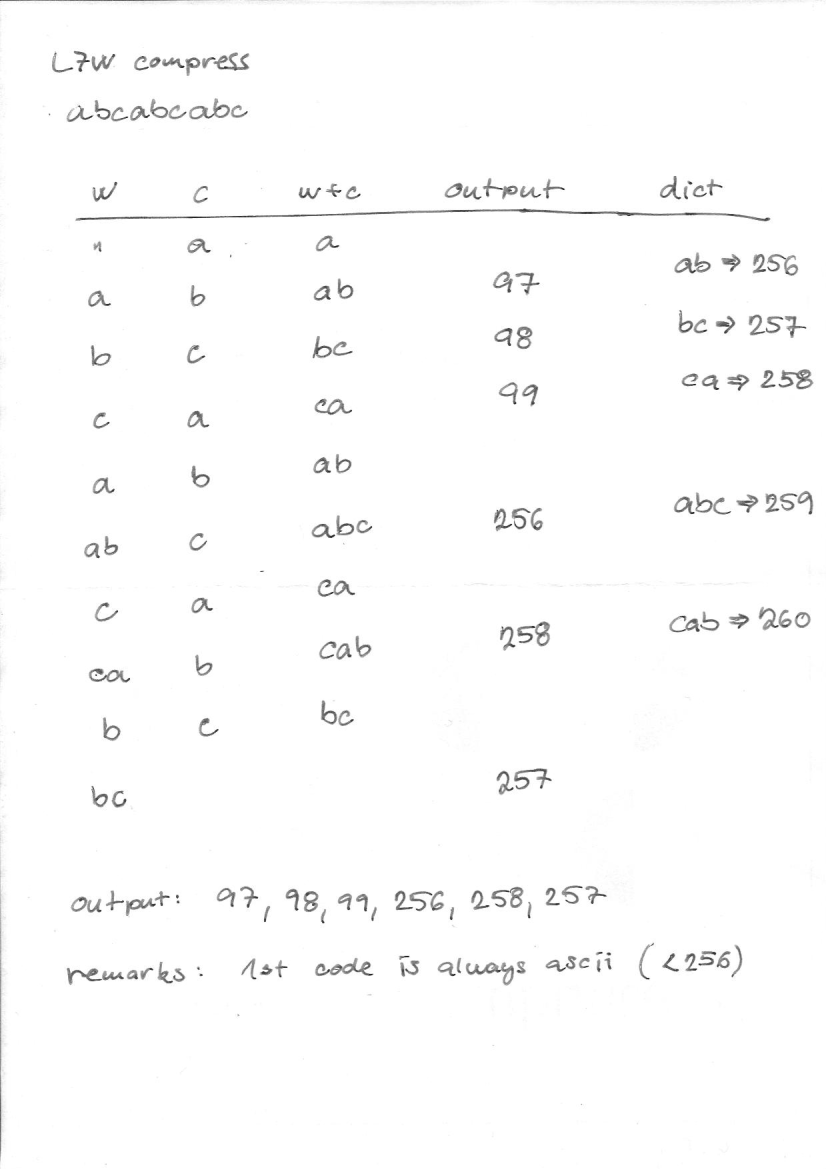 LZW compress
abcabcabc
w c w+c output dict
" a a
ab => 256
a b ab 97
bc => 257
b c bc 98
ca => 258
c a ca 99
a b ab
abc => 259
ab c abc 256
c a ca
cab => 260
ca b cab 258
b c bc
bc 257
output: 97, 98, 99, 256, 258, 257
remarks: 1st code is always ascii (<256)